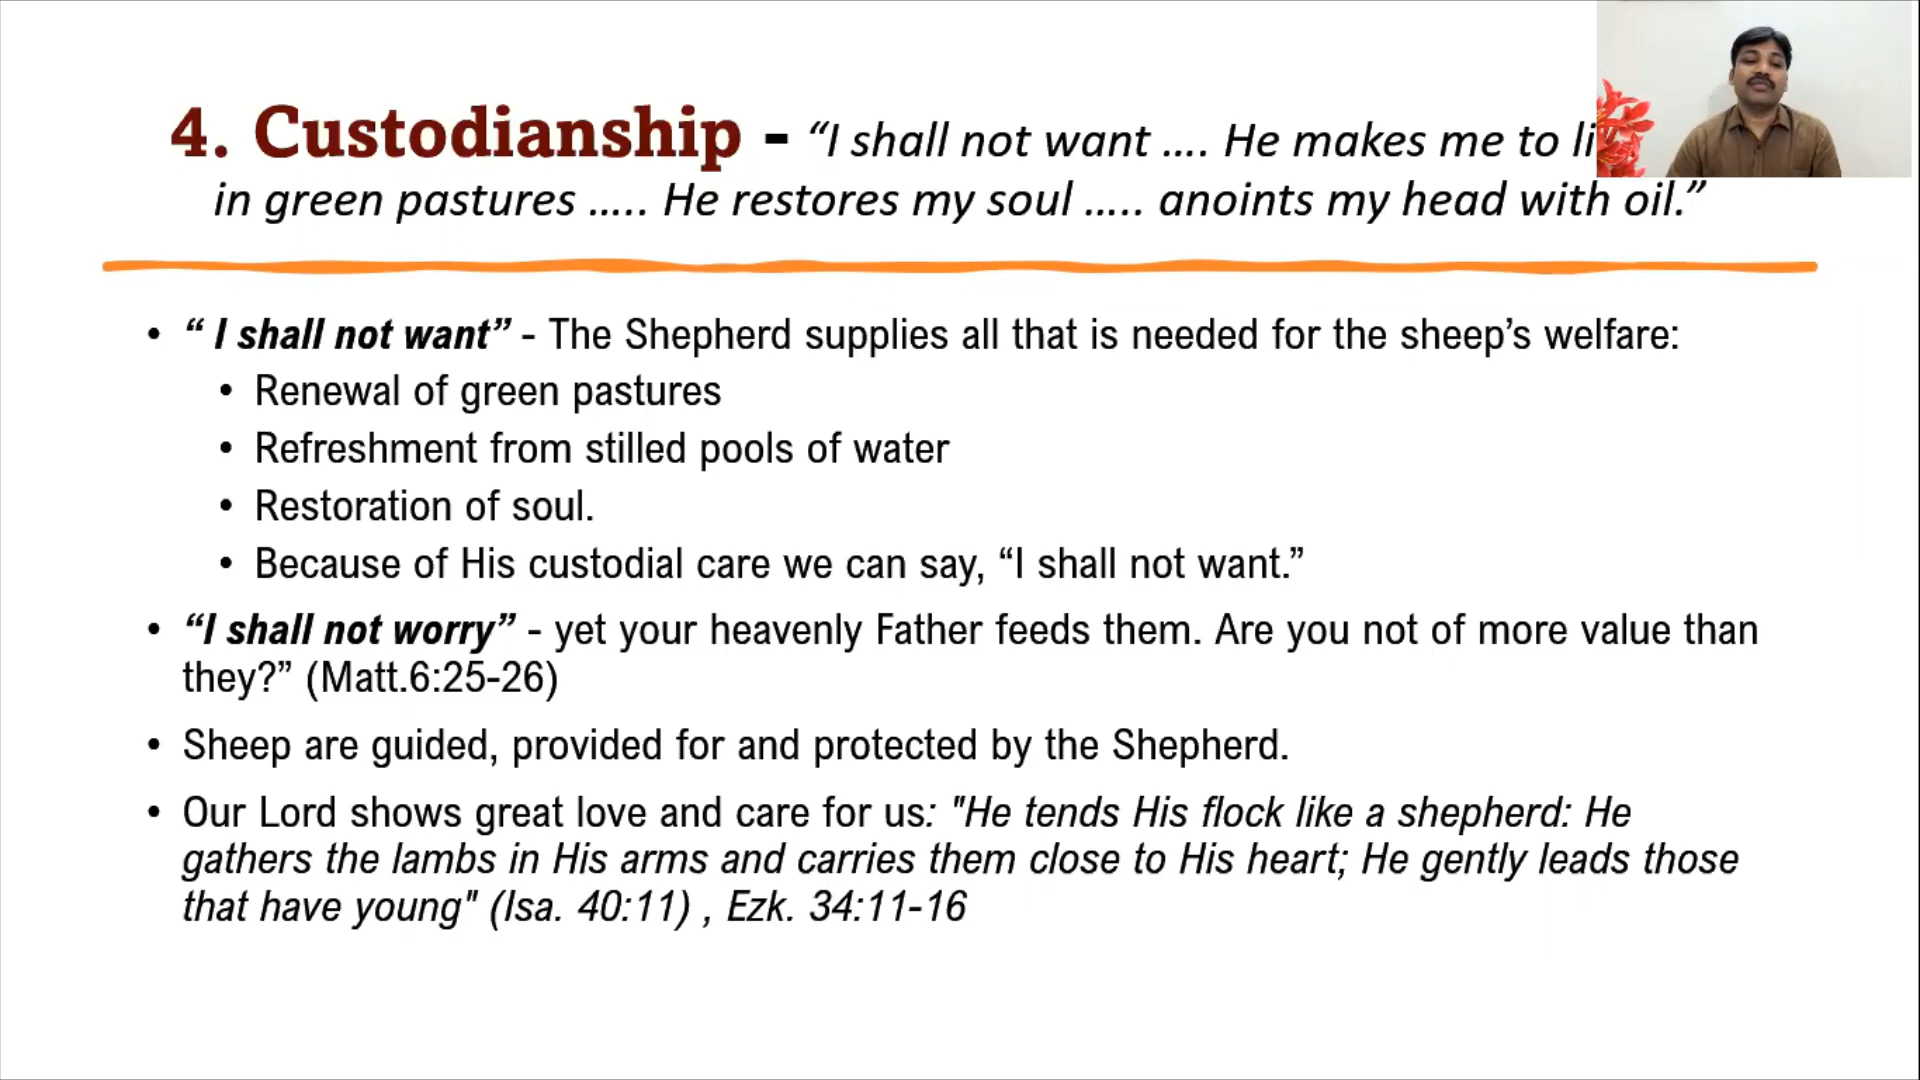 4. Custodianship - “I shall not want .... He makes me to
in green pastures ..... He restores my soul ..... anoints my head with oil.”
• “ I shall not want” - The Shepherd supplies all that is needed for the sheep’s welfare:
• Renewal of green pastures
• Refreshment from stilled pools of water
• Restoration of soul.
• Because of His custodial care we can say, “I shall not want.”
• “I shall not worry” - yet your heavenly Father feeds them. Are you not of more value than
they?” (Matt.6:25-26)
• Sheep are guided, provided for and protected by the Shepherd.
• Our Lord shows great love and care for us: "He tends His flock like a shepherd: He
gathers the lambs in His arms and carries them close to His heart; He gently leads those
that have young" (Isa. 40:11) , Ezk. 34:11-16